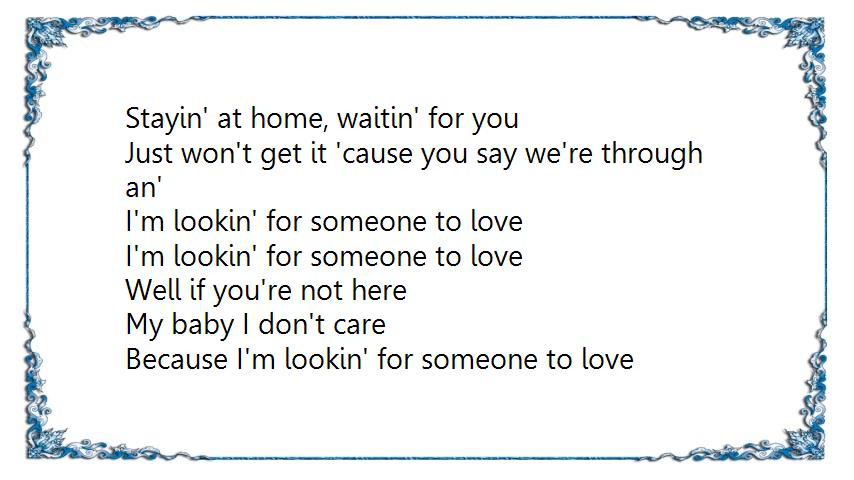 Stayin' at home, waitin' for you
Just won't get it 'cause you say we're through
an'
I'm lookin' for someone to love
I'm lookin' for someone to love
Well if you're not here
My baby I don't care
Because I'm lookin' for someone to love